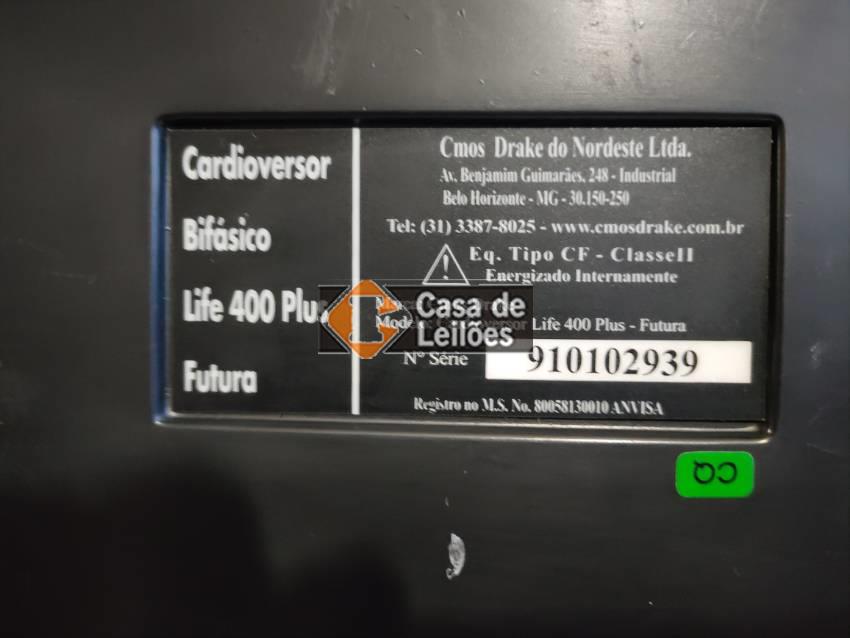 Cardioversor
Bifásico
Life 400 Plus
Futura
Cmos Drake do Nordeste Ltda.
Av. Benjamim Guimarães, 248 - Industrial
Belo Horizonte - MG - 30.150-250
Tel: (31) 3387-8025 - www.cmosdrake.com.br
Eq. Tipo CF - ClasseII
Energizado Internamente
Casa de
Leilões
Life 400 Plus - Futura
Nº Série 910102939
Registro no M.S. No. 80058130010 ANVISA
CQ